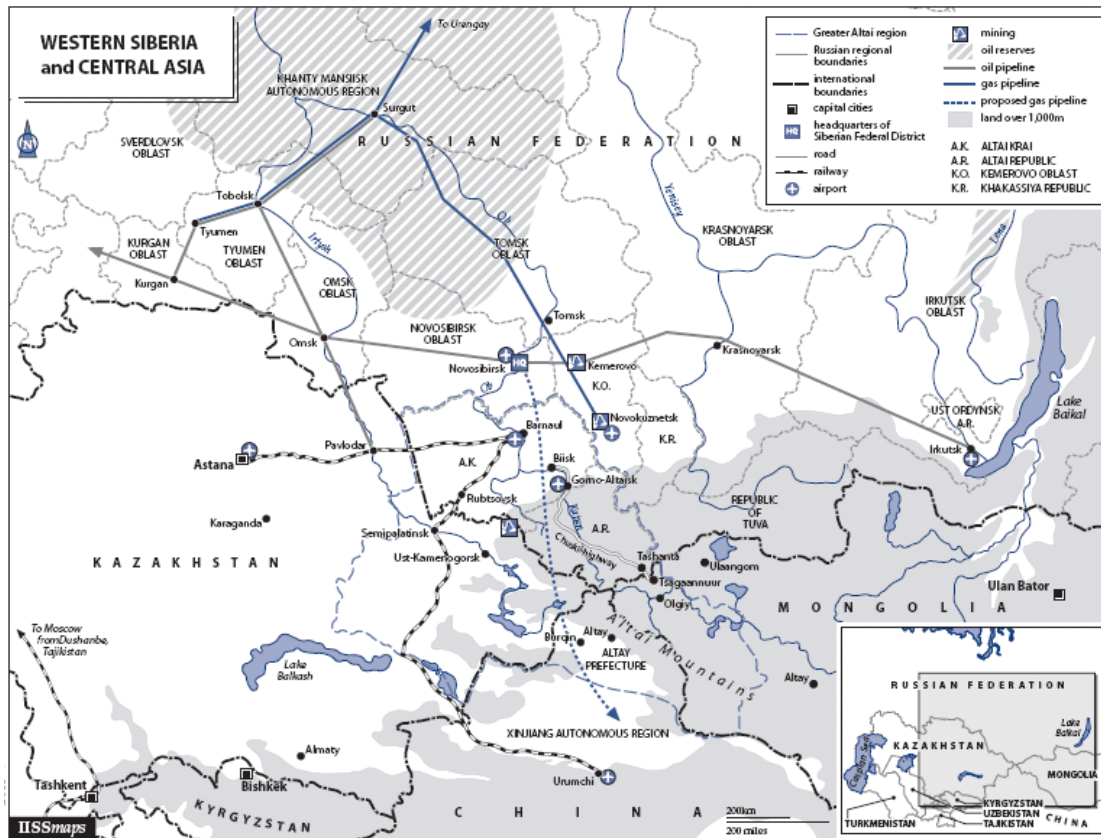 WESTERN SIBERIA
and CENTRAL ASIA
To Urengay
KHANTY MANSIISK
AUTONOMOUS REGION
Surgut
RUSSIAN FEDERATION
N
SVERDLOVSK
OBLAST
Tobolsk
Tyumen
KURGAN
OBLAST
TYUMEN
OBLAST
Irtysh
Kurgan
OMSK
OBLAST
Ob
TOMSK
OBLAST
Yenisey
KRASNOYARSK
OBLAST
Lena
IRKUTSK
OBLAST
Omsk
NOVOSIBIRSK
OBLAST
Tomsk
HQ
Novosibirsk
Kemerovo
K.O.
Krasnoyarsk
Ob
Novokuznetsk
K.R.
UST ORDYNSK
A.R.
Lake
Baikal
Irkutsk
Barnaul
Pavlodar
Astana
A.K.
Biisk
Gorno-Altaisk
Rubtsovsk
Katun
A.R.
REPUBLIC
OF
TUVA
Karaganda
Semipalatinsk
Ust-Kamenogorsk
Chuskiihighway
Tashanta
Ulaangom
Tsagaannuur
Olgiy
KAZAKHSTAN
Ulan Bator
MONGOLIA
Burqin
Altay
ALTAY
PREFECTURE
Altai Mountains
Altay
To Moscow
fromDushanbe,
Tajikistan
Lake
Balkash
XINJIANG AUTONOMOUS REGION
Almaty
Urumchi
Tashkent
Bishkek
KYRGYZSTAN
CHINA
200km
200 miles
IISSmaps
Greater Altai region
Russian regional
boundaries
international
boundaries
capital cities
HQ
headquarters of
Siberian Federal District
road
railway
airport
mining
oil reserves
oil pipeline
gas pipeline
proposed gas pipeline
land over 1,000m
A.K. ALTAI KRAI
A.R. ALTAI REPUBLIC
K.O. KEMEROVO OBLAST
K.R. KHAKASSIYA REPUBLIC
RUSSIAN FEDERATION
Lake
Baikal
KAZAKHSTAN
Caspian Sea
MONGOLIA
KYRGYZSTAN
UZBEKISTAN
TAJIKISTAN
TURKMENISTAN
CHINA